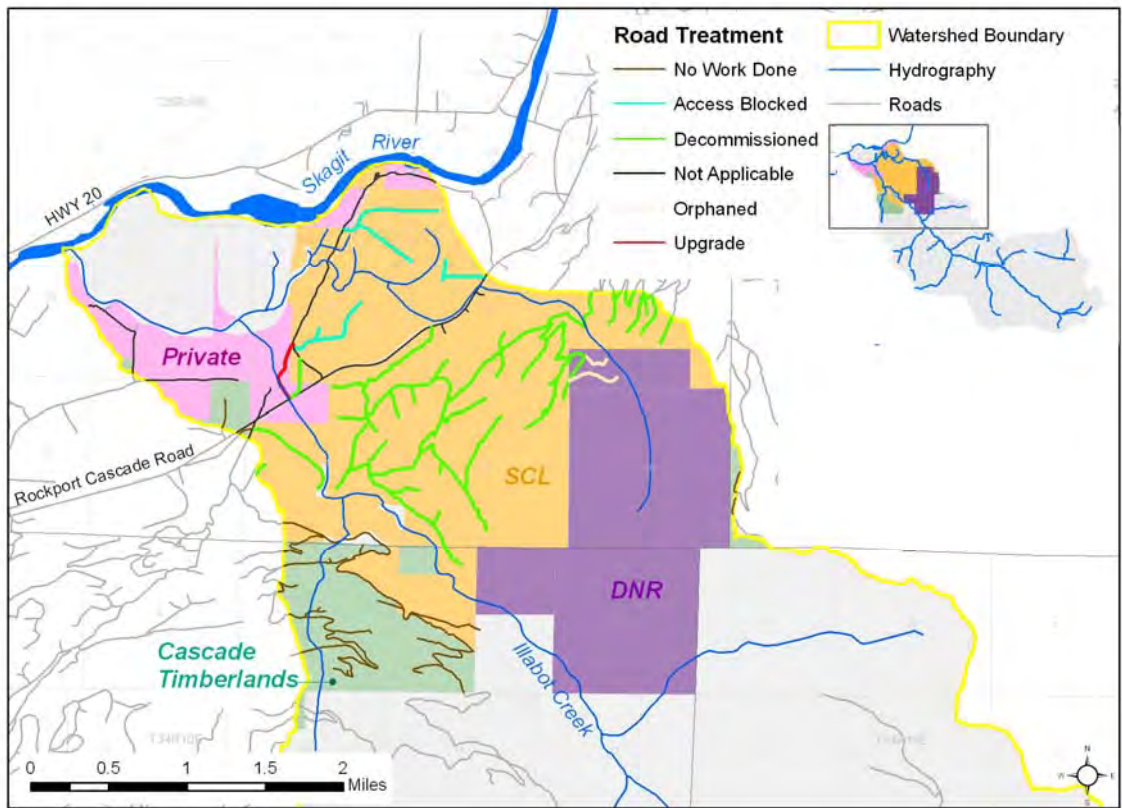 Road Treatment
No Work Done
Access Blocked
Decommissioned
Not Applicable
Orphaned
Upgrade
Watershed Boundary
Hydrography
Roads
HWY 20
Skagit River
Private
Rockport Cascade Road
SCL
DNR
Cascade
Timberlands
Illabot Creek
0 0.5 1 1.5 2
Miles
N
W E
S